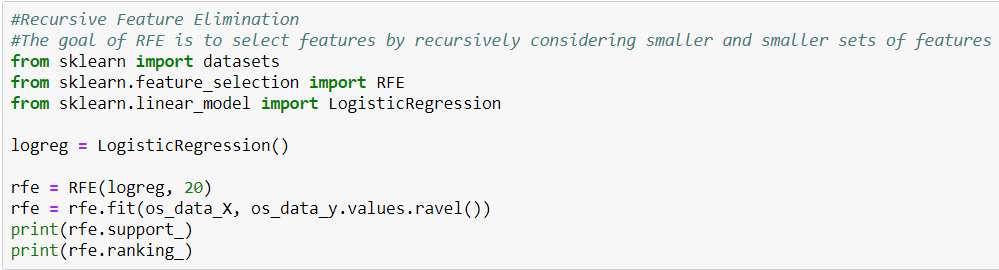 #Recursive Feature Elimination
#The goal of RFE is to select features by recursively considering smaller and smaller sets of features
from sklearn import datasets
from sklearn.feature_selection import RFE
from sklearn.linear_model import LogisticRegression

logreg = LogisticRegression()

rfe = RFE(logreg, 20)
rfe = rfe.fit(os_data_X, os_data_y.values.ravel())
print(rfe.support_)
print(rfe.ranking_)